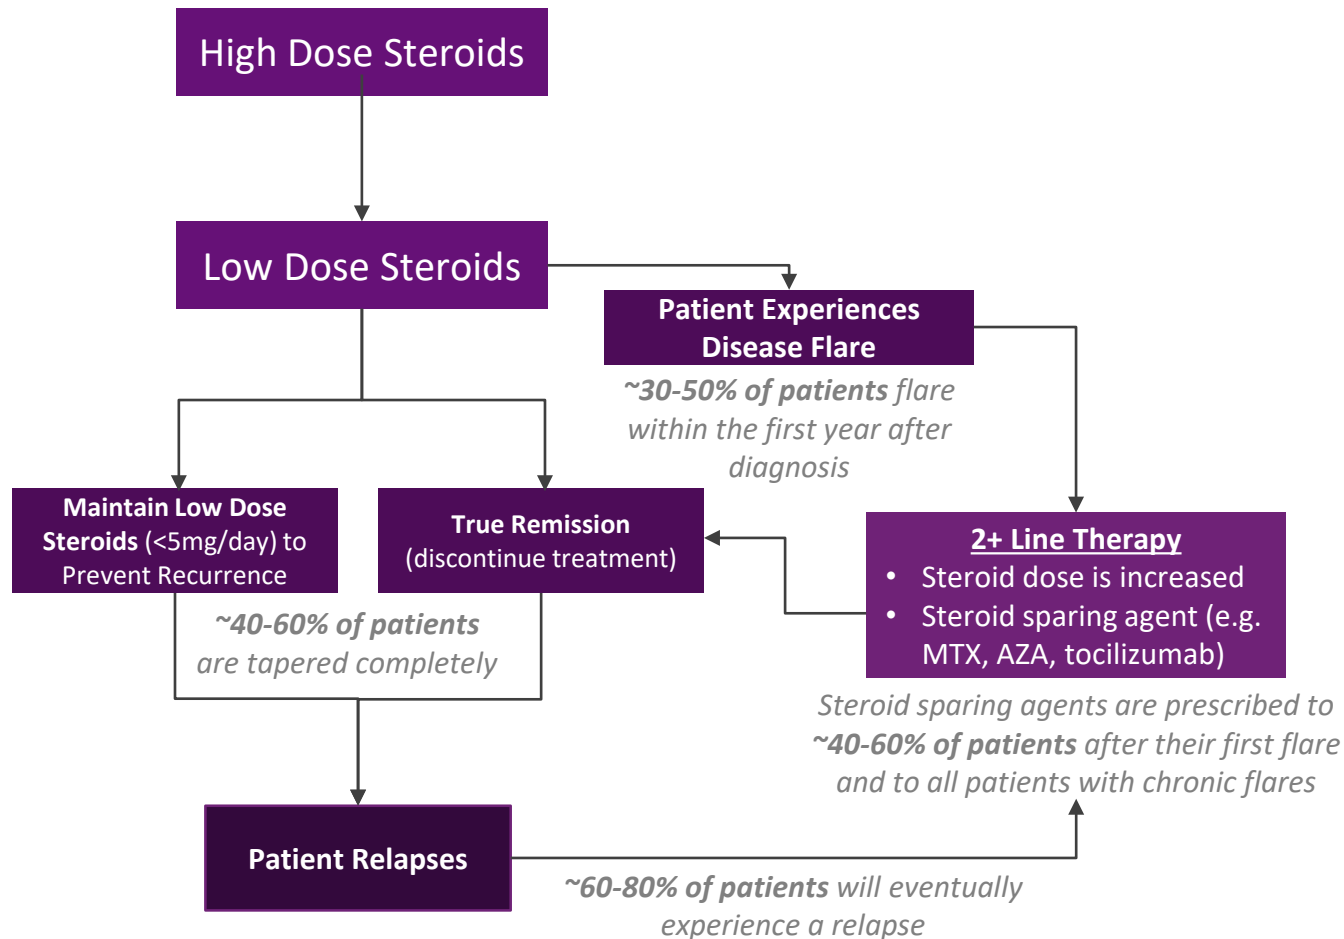 High Dose Steroids
Low Dose Steroids
Patient Experiences
Disease Flare
~30-50% of patients flare
within the first year after
diagnosis
Maintain Low Dose
Steroids (<5mg/day) to
Prevent Recurrence
True Remission
(discontinue treatment)
2+ Line Therapy
• Steroid dose is increased
• Steroid sparing agent (e.g.
MTX, AZA, tocilizumab)
~40-60% of patients
are tapered completely
Steroid sparing agents are prescribed to
~40-60% of patients after their first flare
and to all patients with chronic flares
Patient Relapses
~60-80% of patients will eventually
experience a relapse